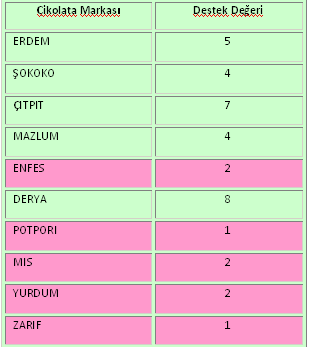 Çikolata Markası Destek Değeri
ERDEM 5
ŞOKOKO 4
ÇITPIT 7
MAZLUM 4
ENFES 2
DERYA 8
POTPORI 1
MIS 2
YURDUM 2
ZARIF 1